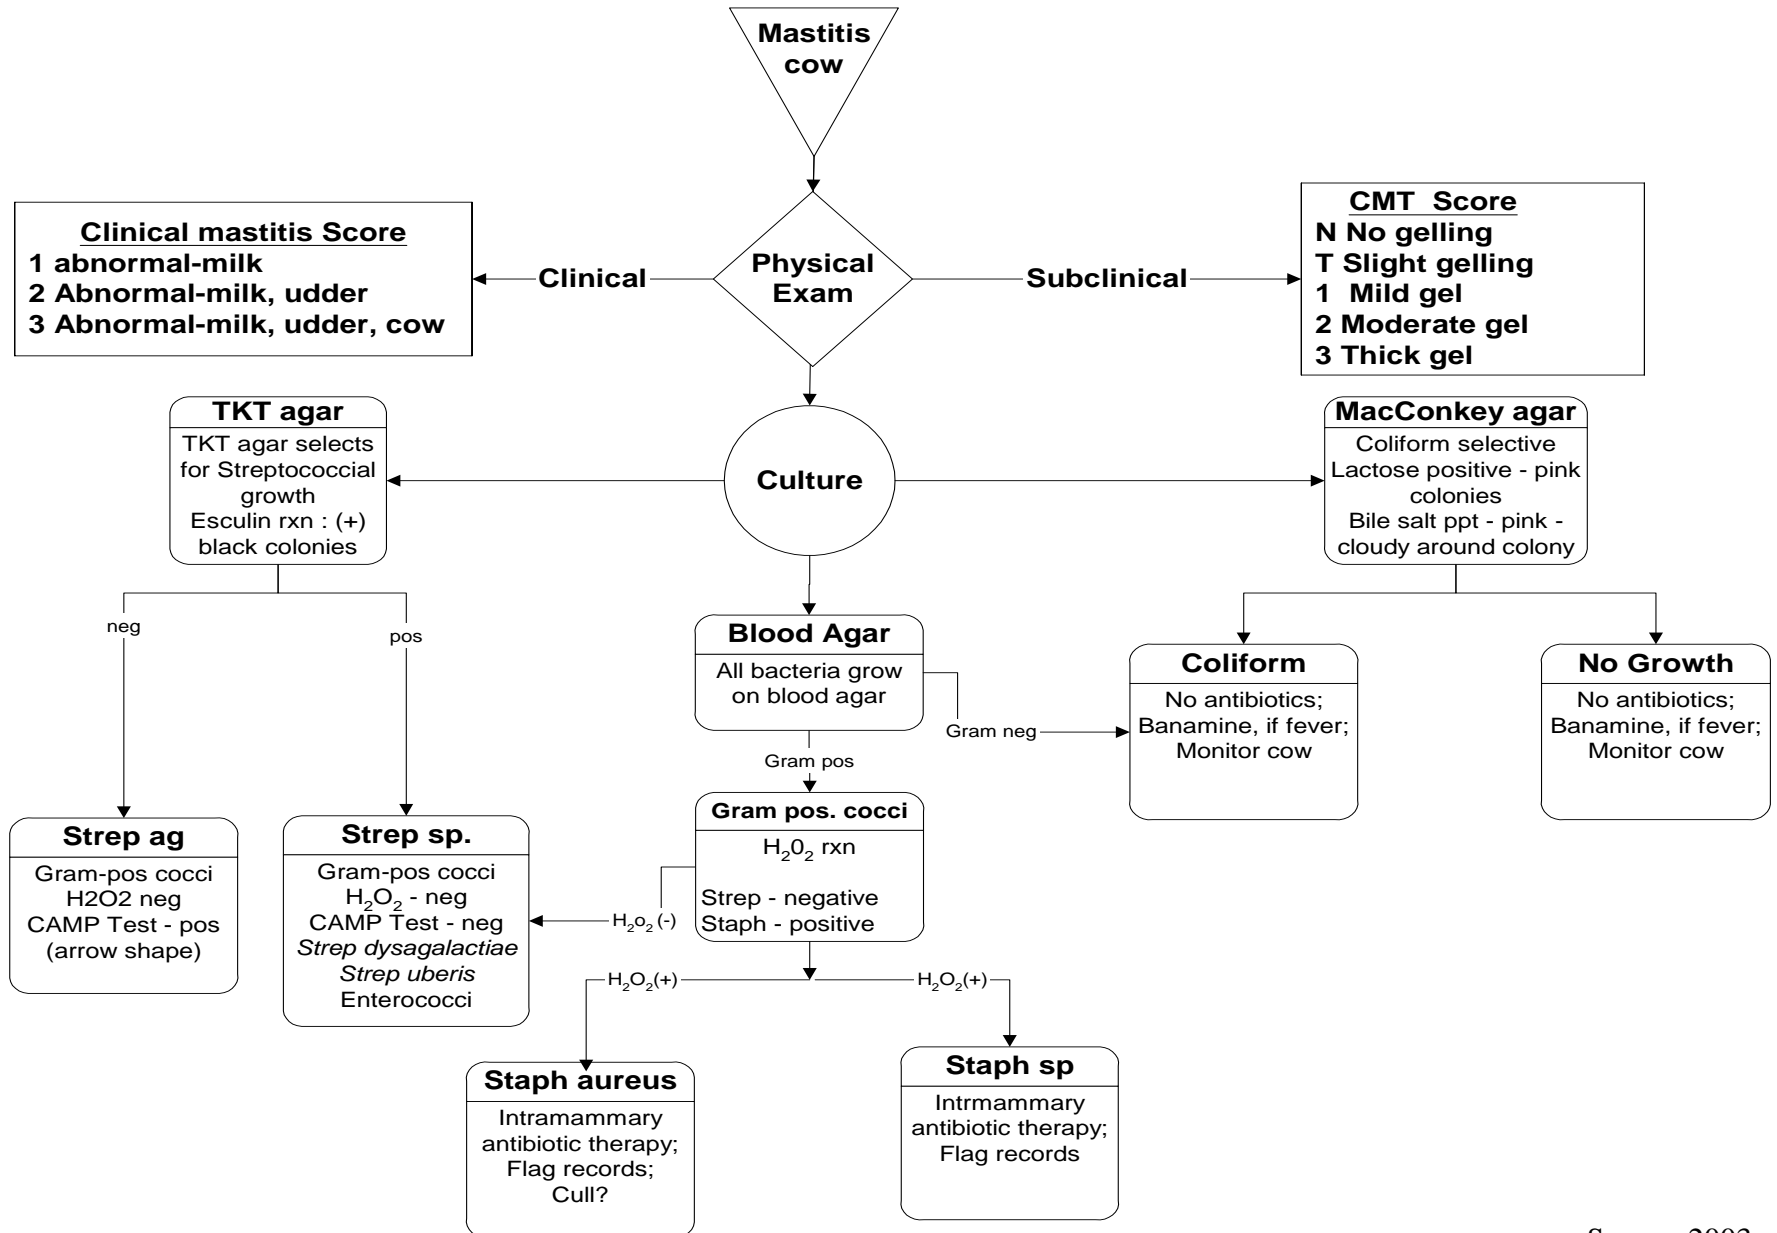 Mastitis
cow
Clinical mastitis Score
1 abnormal-milk
2 Abnormal-milk, udder
3 Abnormal-milk, udder, cow
Clinical
Physical
Exam
Subclinical
CMT Score
N No gelling
T Slight gelling
1 Mild gel
2 Moderate gel
3 Thick gel
TKT agar
TKT agar selects
for Streptococcial
growth
Esculin rxn : (+)
black colonies
Culture
MacConkey agar
Coliform selective
Lactose positive - pink
colonies
Bile salt ppt - pink -
cloudy around colony
neg
pos
Blood Agar
All bacteria grow
on blood agar
Gram neg
Gram pos
Coliform
No antibiotics;
Banamine, if fever;
Monitor cow
No Growth
No antibiotics;
Banamine, if fever;
Monitor cow
Strep ag
Gram-pos cocci
H2O2 neg
CAMP Test - pos
(arrow shape)
Strep sp.
Gram-pos cocci
H₂O₂ - neg
CAMP Test - neg
Strep dysagalactiae
Strep uberis
Enterococci
H₂o₂ (-)
Gram pos. cocci
H₂0₂ rxn
Strep - negative
Staph - positive
H₂O₂(+)
H₂O₂(+)
Staph aureus
Intramammary
antibiotic therapy;
Flag records;
Cull?
Staph sp
Intrmammary
antibiotic therapy;
Flag records